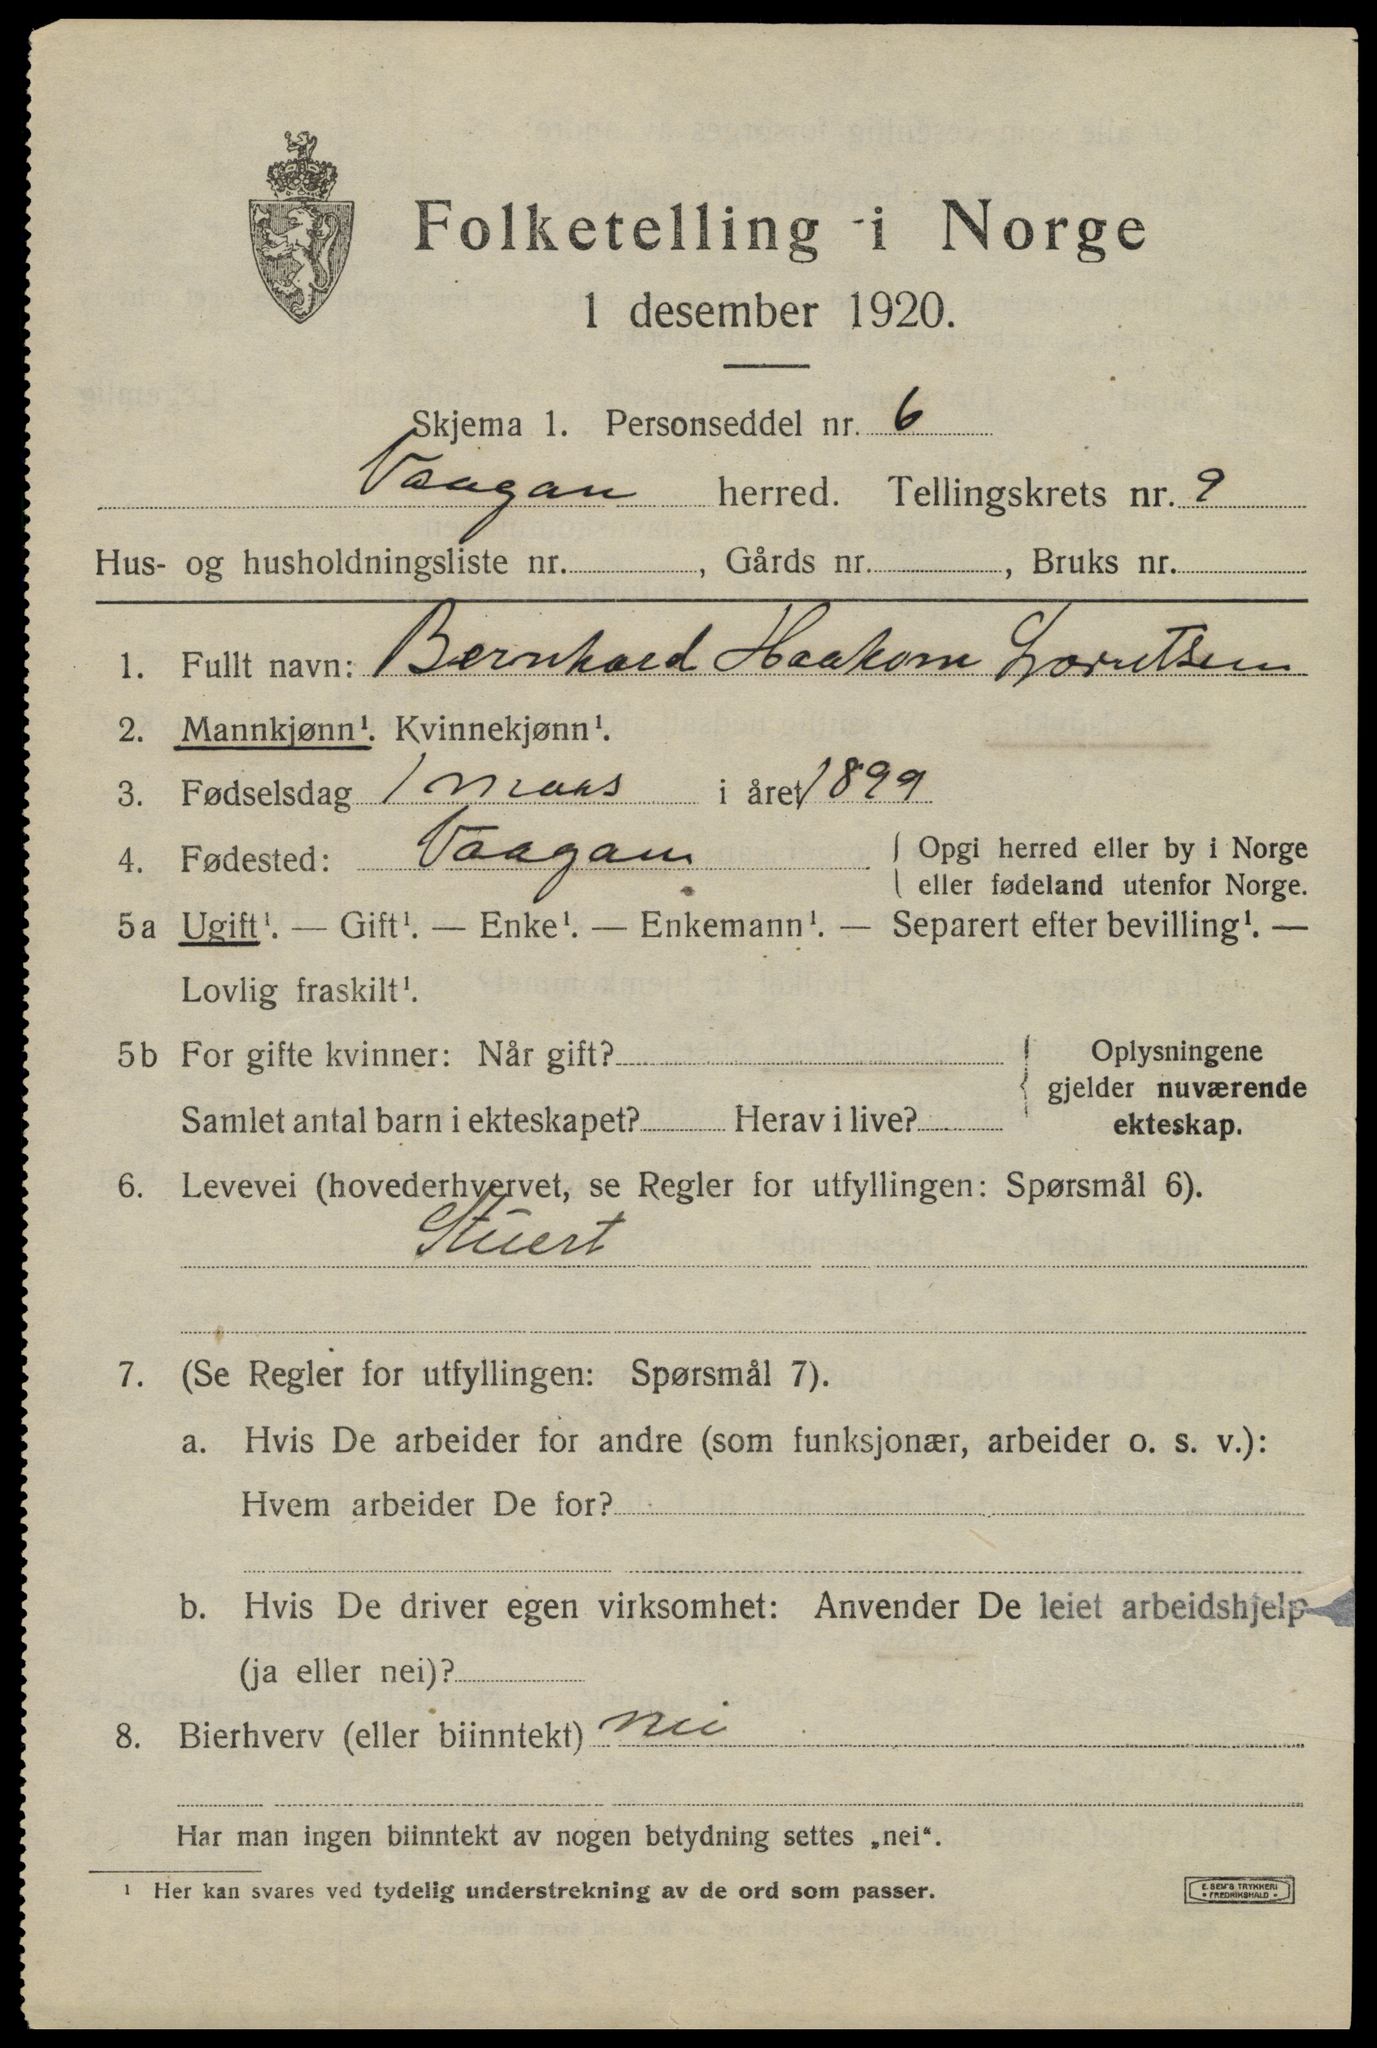 Folketelling i Norge
1 desember 1920.
Skjema 1. Personseddel nr. 6
Vaagan herred. Tellingskrets nr. 9
Hus- og husholdningsliste nr. , Gårds nr. , Bruks nr.
1. Fullt navn: Bernhard Haakon Lorentsen
2. Mannkjønn¹. Kvinnekjønn¹.
3. Fødselsdag 1 mars i året 1899
4. Fødested: Vaagan { Opgi herred eller by i Norge
eller fødeland utenfor Norge.
5a Ugift¹. — Gift¹. — Enke¹. — Enkemann¹. — Separert efter bevilling¹. —
Lovlig fraskilt¹.
5b For gifte kvinner: Når gift? { Oplysningene
gjelder nuværende
Samlet antal barn i ekteskapet? Herav i live? ekteskap.
6. Levevei (hovederhvervet, se Regler for utfyllingen: Spørsmål 6).
Stuert
7. (Se Regler for utfyllingen: Spørsmål 7).
a. Hvis De arbeider for andre (som funksjonær, arbeider o. s. v.):
Hvem arbeider De for?
b. Hvis De driver egen virksomhet: Anvender De leiet arbeidshjelp
(ja eller nei)?
8. Bierhverv (eller biinntekt) nei
Har man ingen biinntekt av nogen betydning settes „nei“.
¹ Her kan svares ved tydelig understrekning av de ord som passer.
E. SEM'S TRYKKERI
• FREDRIKSHALD •